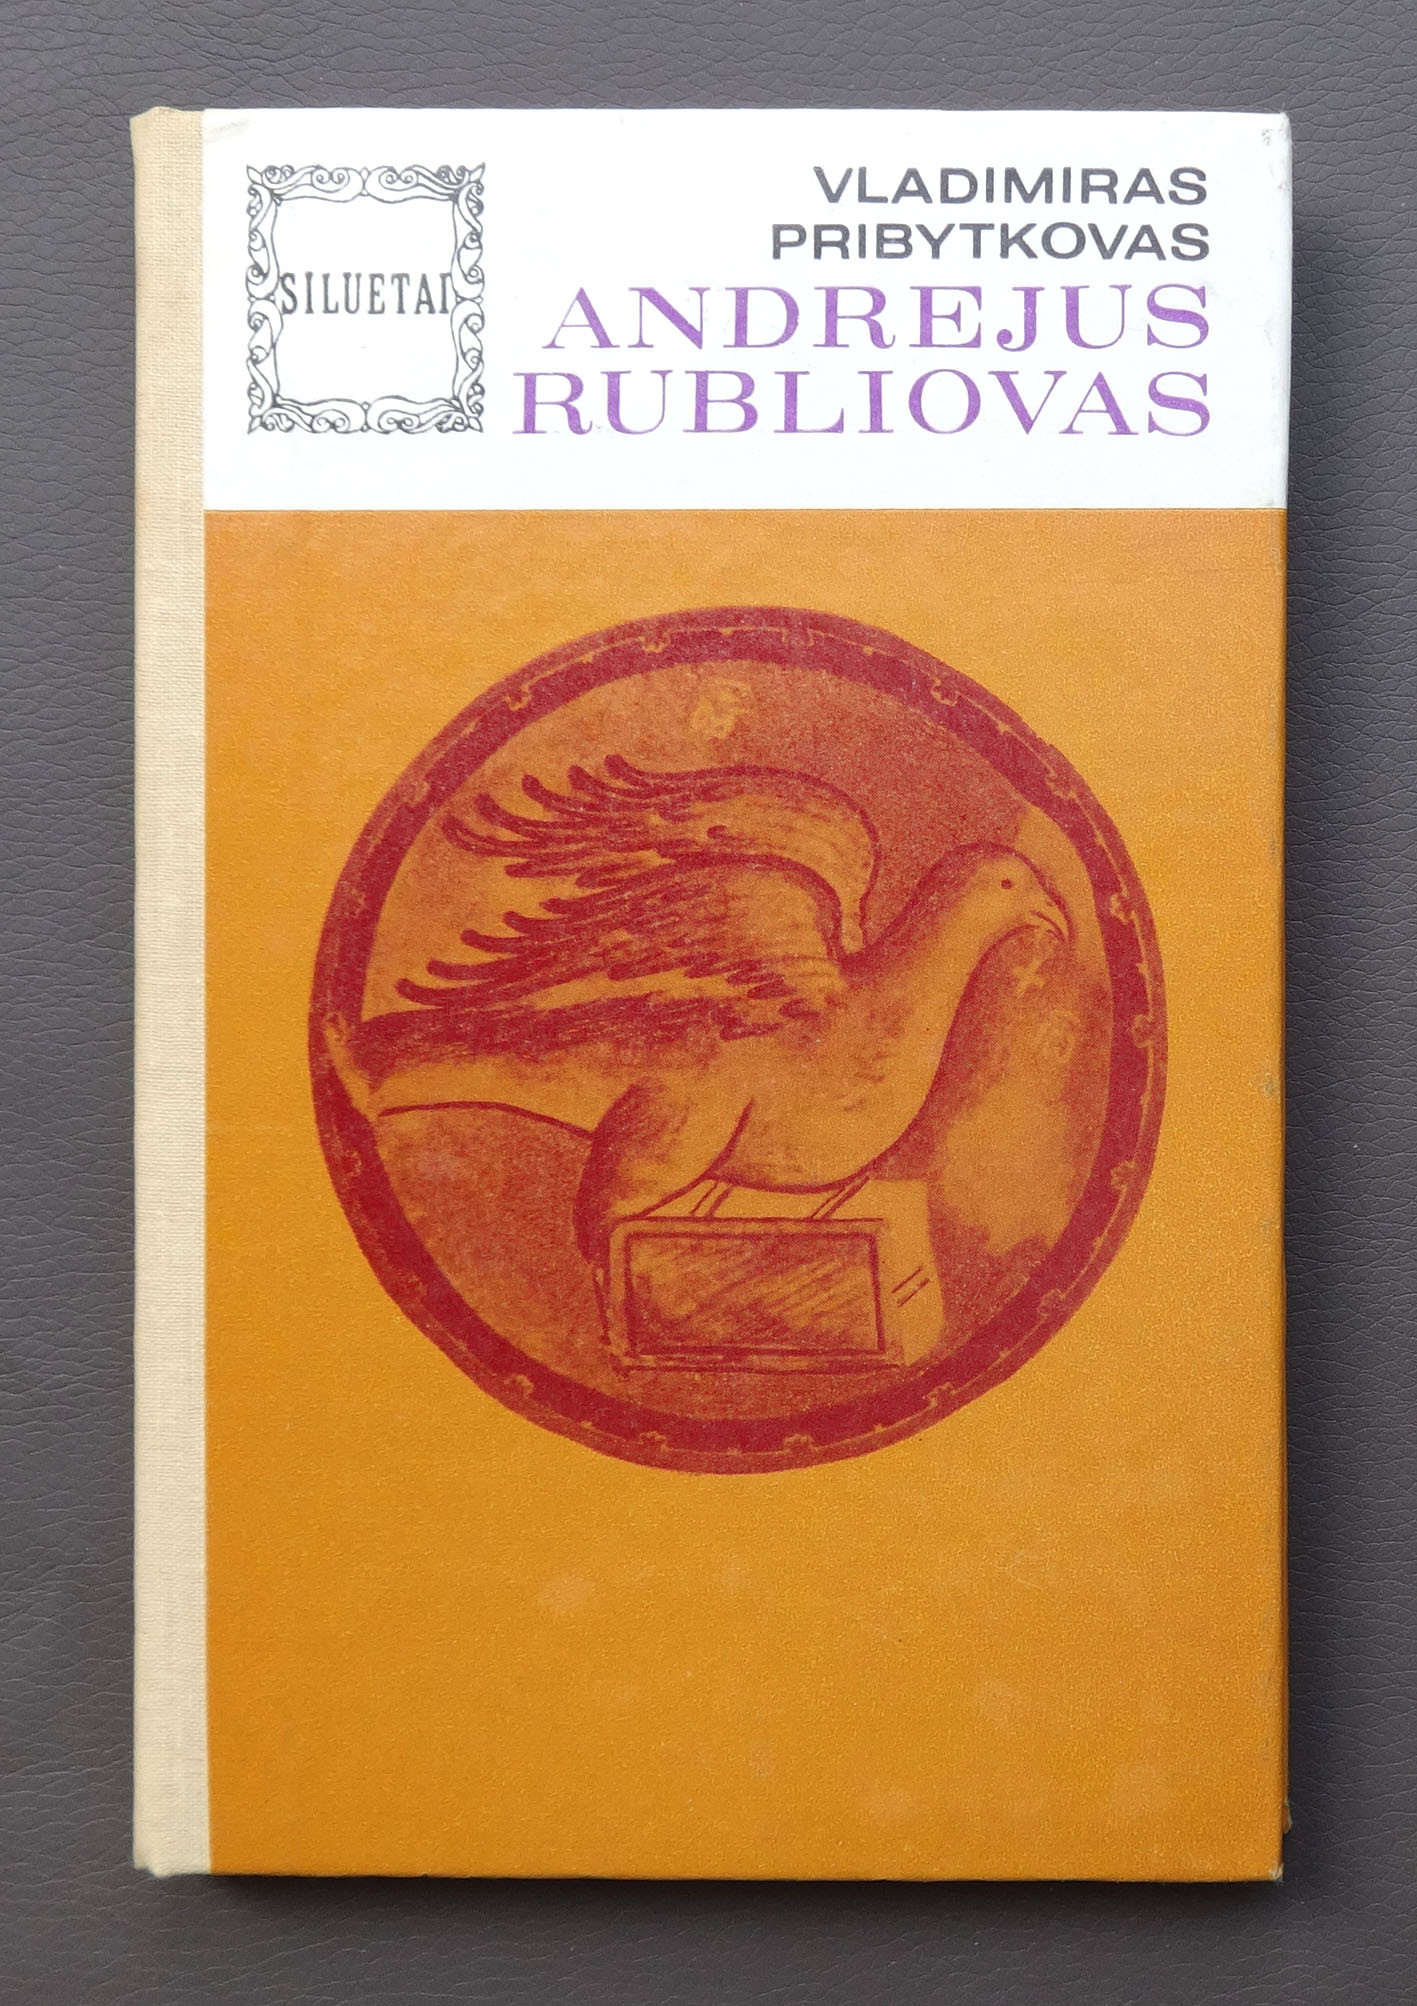 SILUETAI
VLADIMIRAS
PRIBYTKOVAS
ANDREJUS
RUBLIOVAS